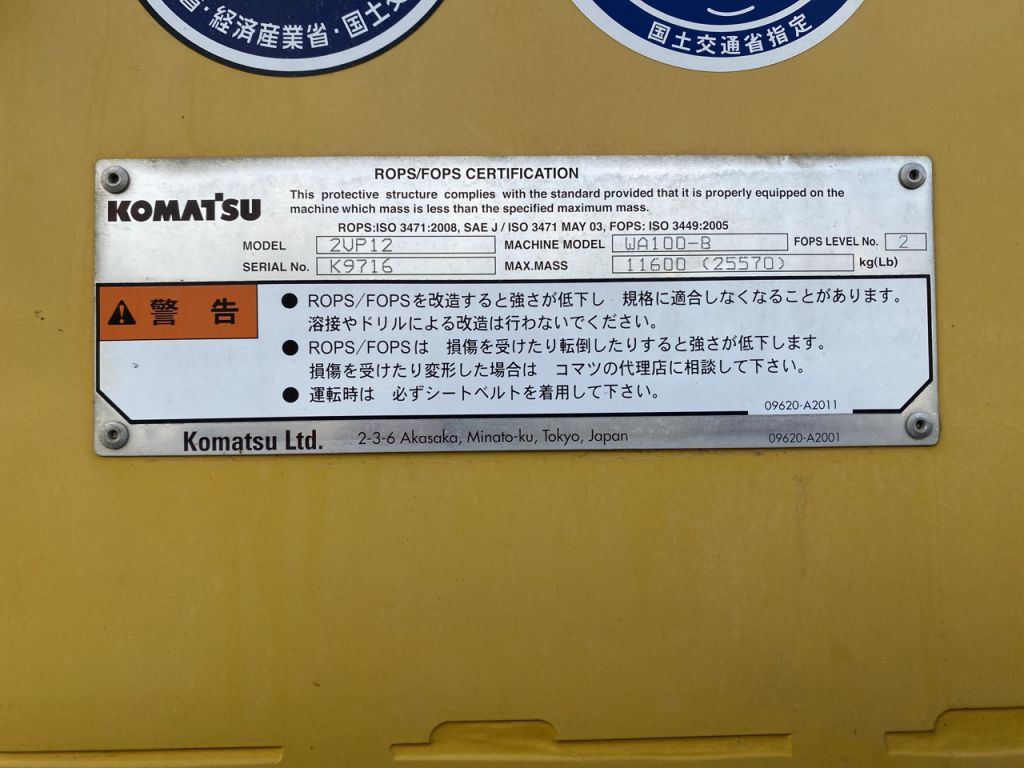 省・経済産業省・国土交
国土交通省指定
ROPS/FOPS CERTIFICATION
KOMATSU
This protective structure complies with the standard provided that it is properly equipped on the
machine which mass is less than the specified maximum mass.
ROPS:ISO 3471:2008, SAE J / ISO 3471 MAY 03, FOPS: ISO 3449:2005
MODEL 2VP12 MACHINE MODEL WA100-8 FOPS LEVEL No. 2
SERIAL No. K9716 MAX.MASS 11600 (25570) kg(Lb)
警 告
● ROPS/FOPSを改造すると強さが低下し 規格に適合しなくなることがあります。
溶接やドリルによる改造は行わないでください。
● ROPS/FOPSは 損傷を受けたり転倒したりすると強さが低下します。
損傷を受けたり変形した場合は コマツの代理店に相談して下さい。
● 運転時は 必ずシートベルトを着用して下さい。
09620-A2011
Komatsu Ltd. 2-3-6 Akasaka, Minato-ku, Tokyo, Japan 09620-A2001